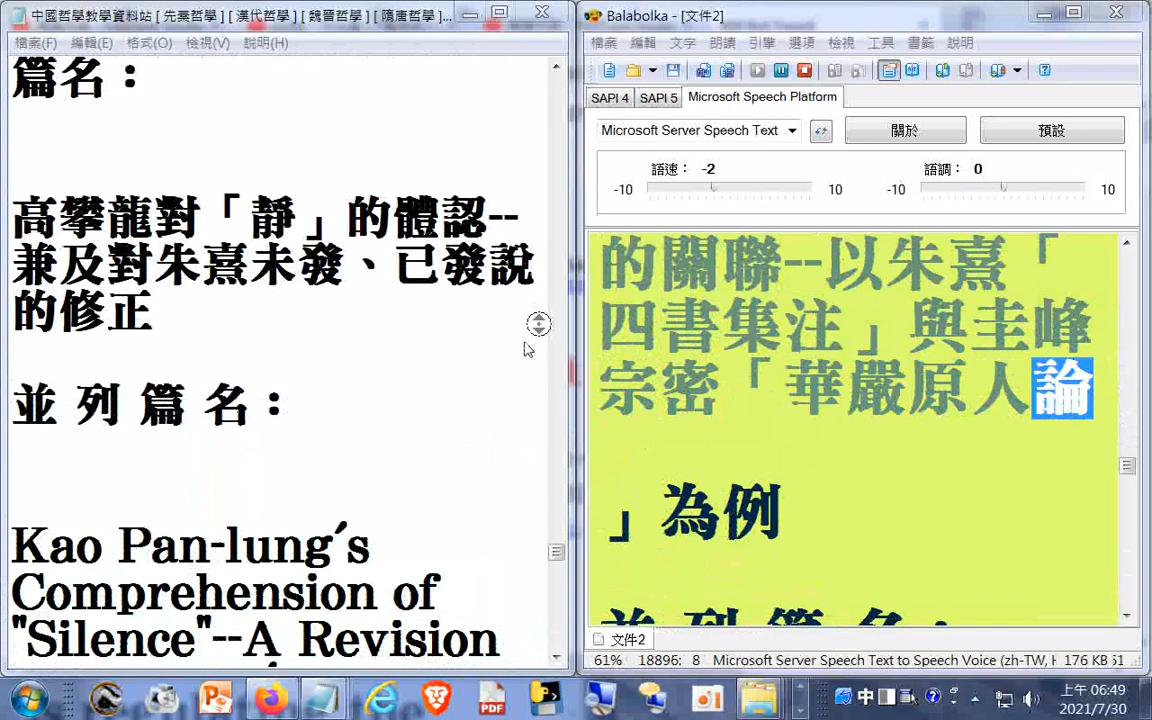 中國哲學教學資料站 [ 先秦哲學 ] [ 漢代哲學 ] [ 魏晉哲學 ] [ 隋唐哲學 ]...
檔案(F) 編輯(E) 格式(O) 檢視(V) 說明(H)
篇名：
高攀龍對「靜」的體認--
兼及對朱熹未發、已發說
的修正
並 列 篇 名：
Kao Pan-lung's
Comprehension of
"Silence"--A Revision
Balabolka - [文件2]
檔案 編輯 文字 朗讀 引擎 選項 檢視 工具 書籤 說明
SAPI 4 SAPI 5 Microsoft Speech Platform
Microsoft Server Speech Text 關於 預設
語速： -2 語調： 0
-10 10 -10 10
的關聯--以朱熹「
四書集注」與圭峰
宗密「華嚴原人論
」為例
並 列 篇 名：
文件2
61% 18896: 8 Microsoft Server Speech Text to Speech Voice (zh-TW, H 176 KB
中
上午 06:49
2021/7/30